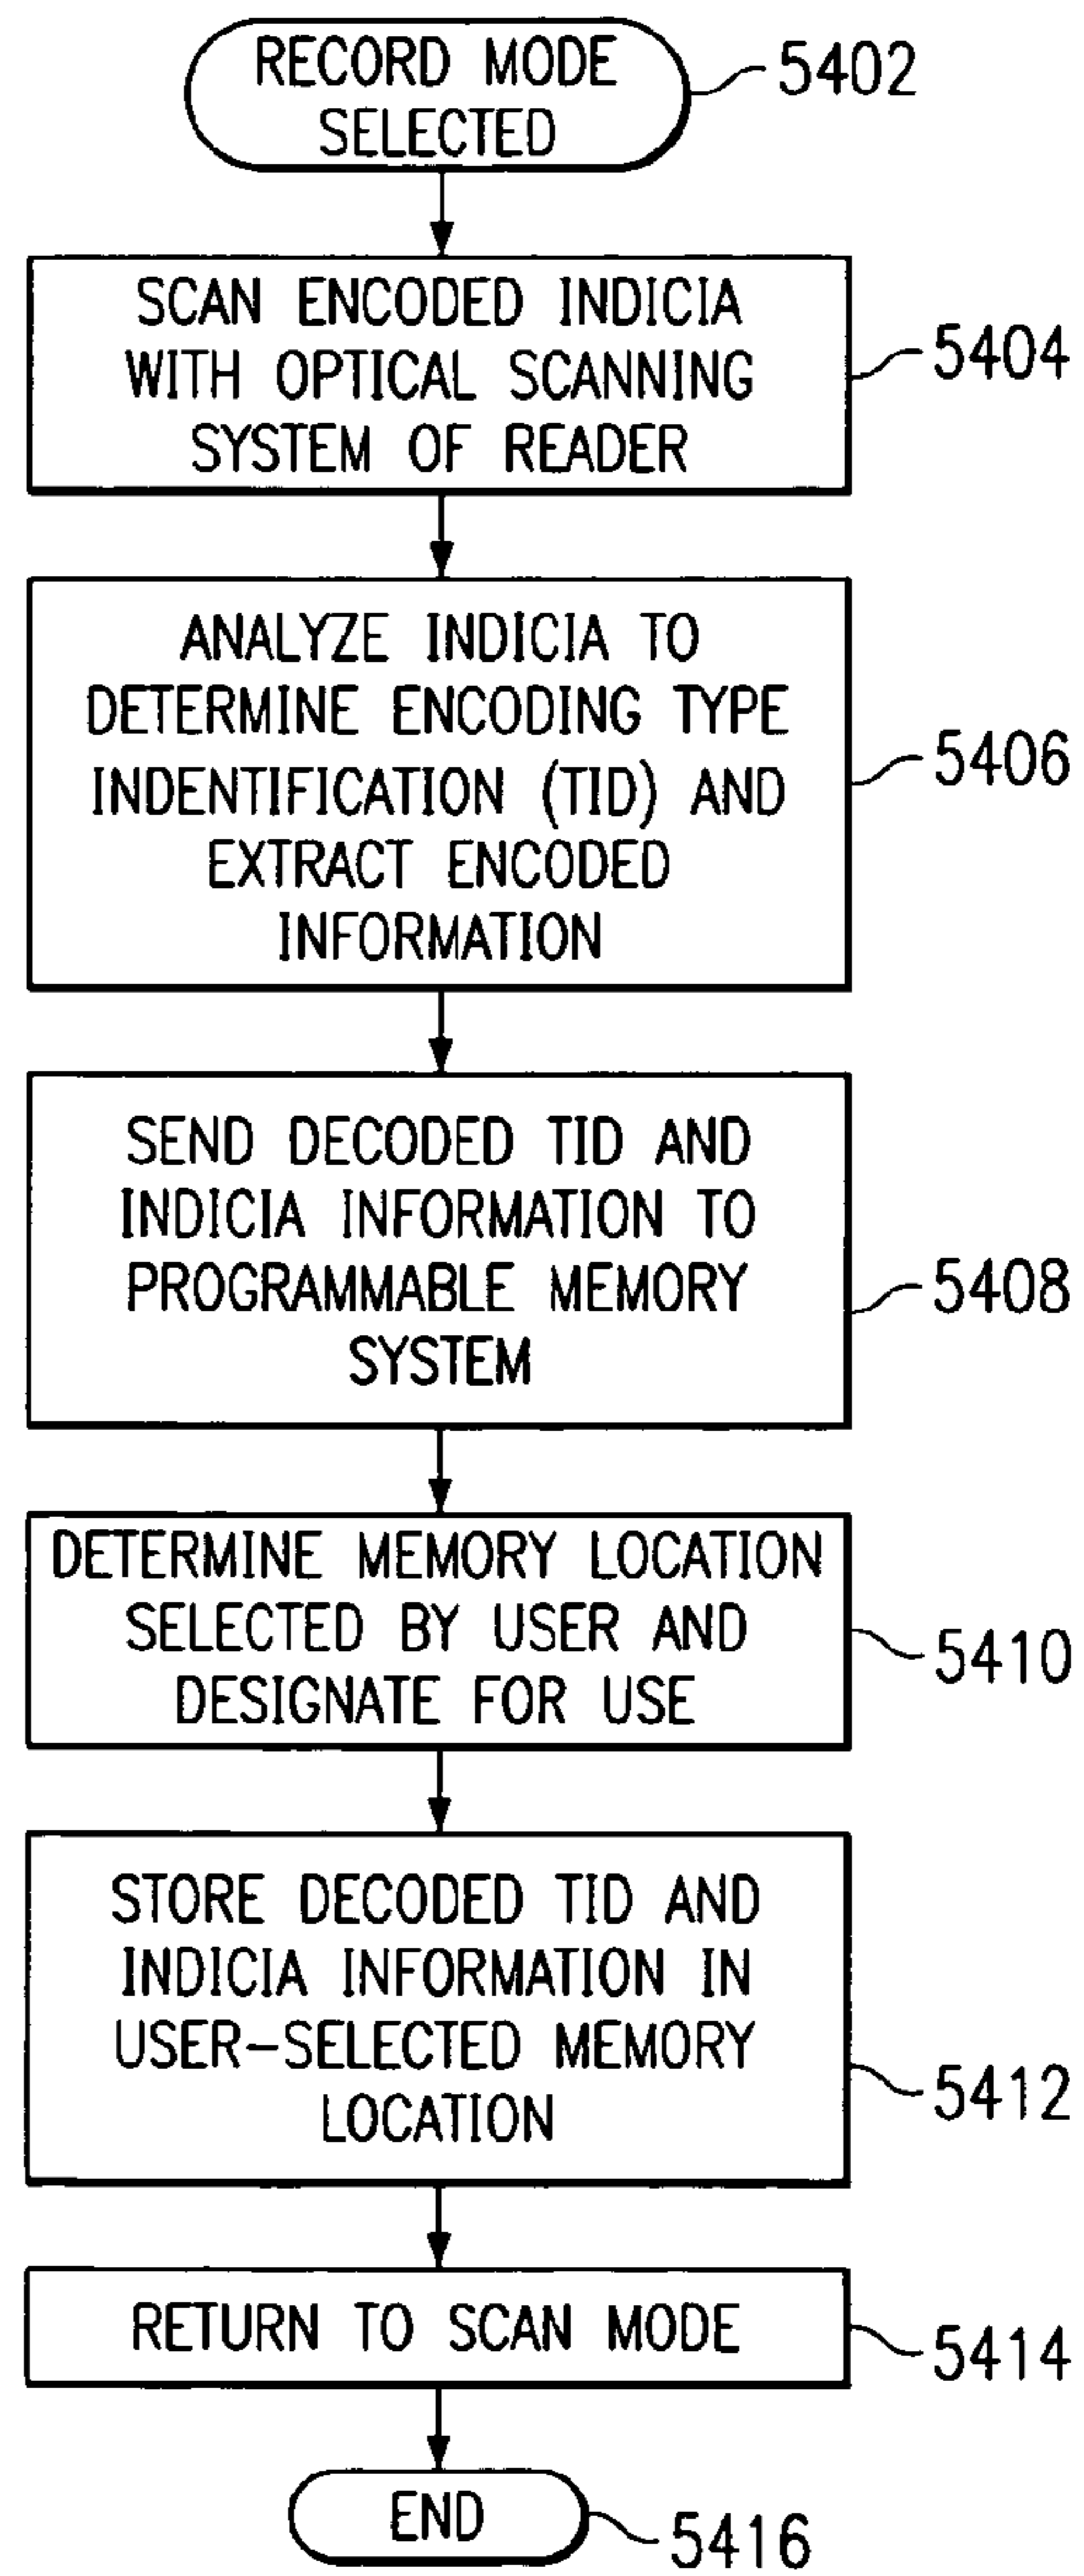 RECORD MODE
SELECTED
5402
SCAN ENCODED INDICIA
WITH OPTICAL SCANNING
SYSTEM OF READER
5404
ANALYZE INDICIA TO
DETERMINE ENCODING TYPE
INDENTIFICATION (TID) AND
EXTRACT ENCODED
INFORMATION
5406
SEND DECODED TID AND
INDICIA INFORMATION TO
PROGRAMMABLE MEMORY
SYSTEM
5408
DETERMINE MEMORY LOCATION
SELECTED BY USER AND
DESIGNATE FOR USE
5410
STORE DECODED TID AND
INDICIA INFORMATION IN
USER-SELECTED MEMORY
LOCATION
5412
RETURN TO SCAN MODE
5414
END
5416